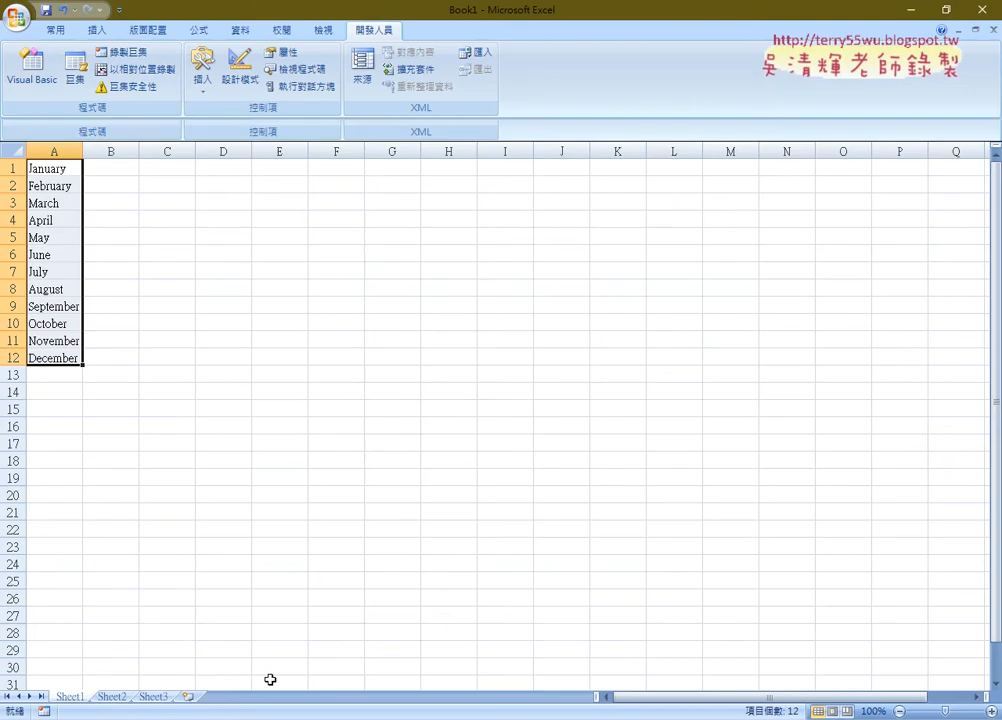 Book1 - Microsoft Excel
常用 插入 版面配置 公式 資料 校閱 檢視 開發人員
http://terry55wu.blogspot.tw
吳清輝老師錄製
Visual Basic
巨集
錄製巨集
以相對位置錄製
巨集安全性
插入
設計模式
屬性
檢視程式碼
執行對話方塊
來源
對應內容
擴充套件
重新整理資料
匯入
匯出
程式碼 控制項 XML
程式碼 控制項 XML
A B C D E F G H I J K L M N O P Q
1 January
2 February
3 March
4 April
5 May
6 June
7 July
8 August
9 September
10 October
11 November
12 December
13
14
15
16
17
18
19
20
21
22
23
24
25
26
27
28
29
30
31
Sheet1 Sheet2 Sheet3
就緒 項目個數: 12 100%